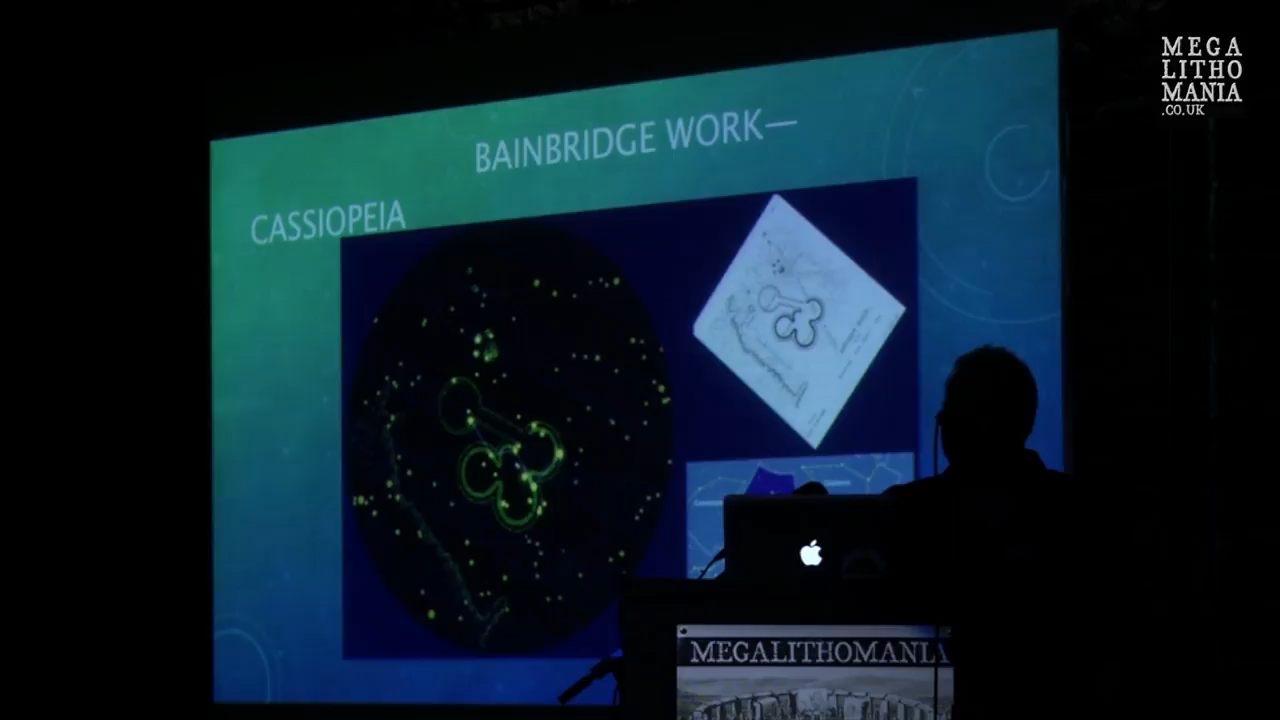 MEGA
LITHO
MANIA
.CO.UK
BAINBRIDGE WORK—
CASSIOPEIA
MEGALITHOMANIA